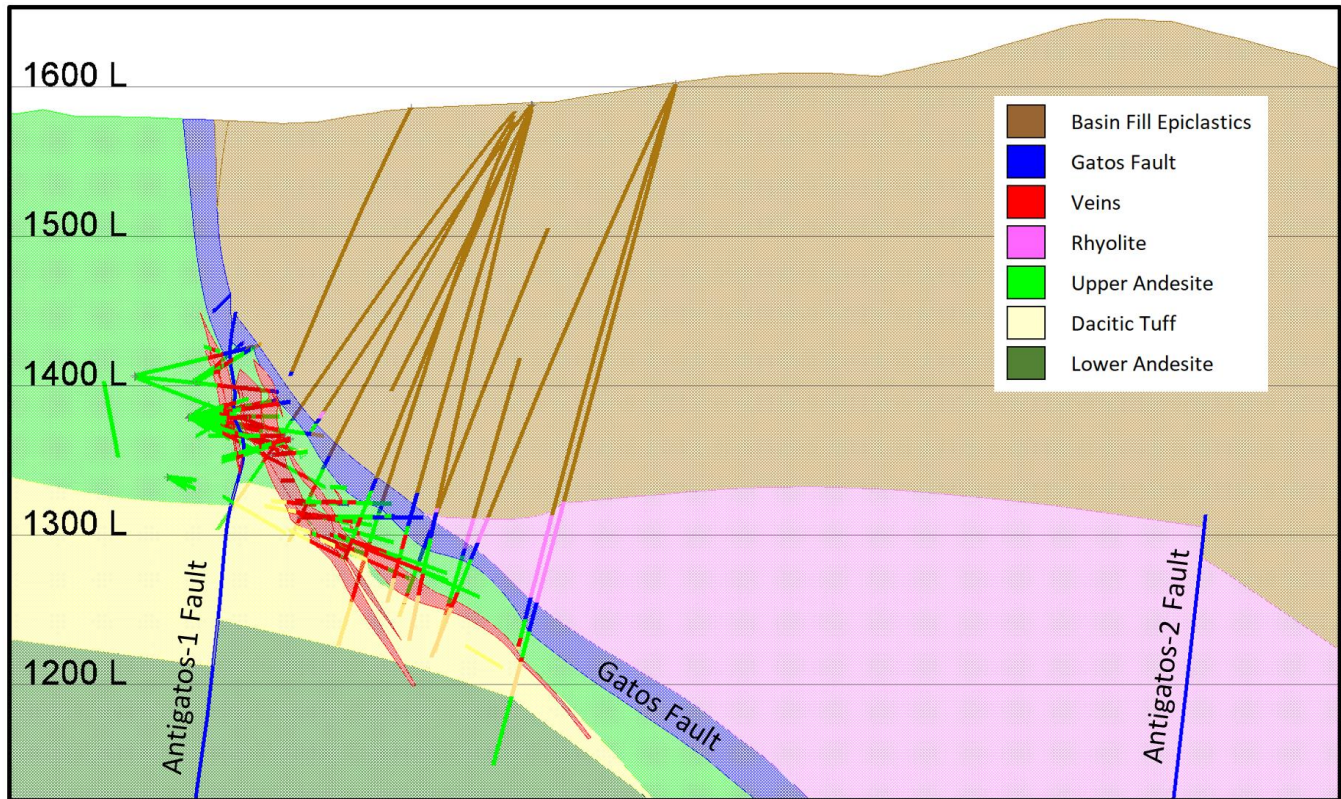 1600 L
1500 L
1400 L
1300 L
1200 L
Basin Fill Epiclastics
Gatos Fault
Veins
Rhyolite
Upper Andesite
Dacitic Tuff
Lower Andesite
Antigatos-1 Fault
Gatos Fault
Antigatos-2 Fault